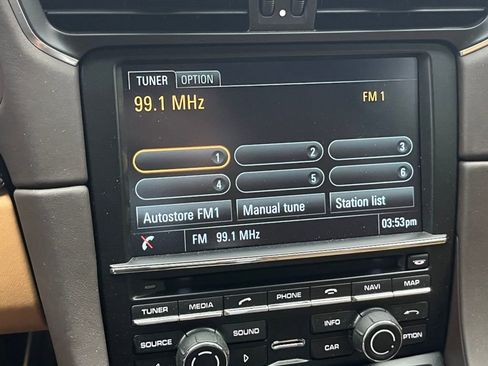 TUNER OPTION
99.1 MHz FM 1
1 2 3
4 5 6
Autostore FM1 Manual tune Station list
FM 99.1 MHz 03:53pm
TUNER MEDIA PHONE NAVI MAP
SOURCE SOUND INFO
CAR OPTION